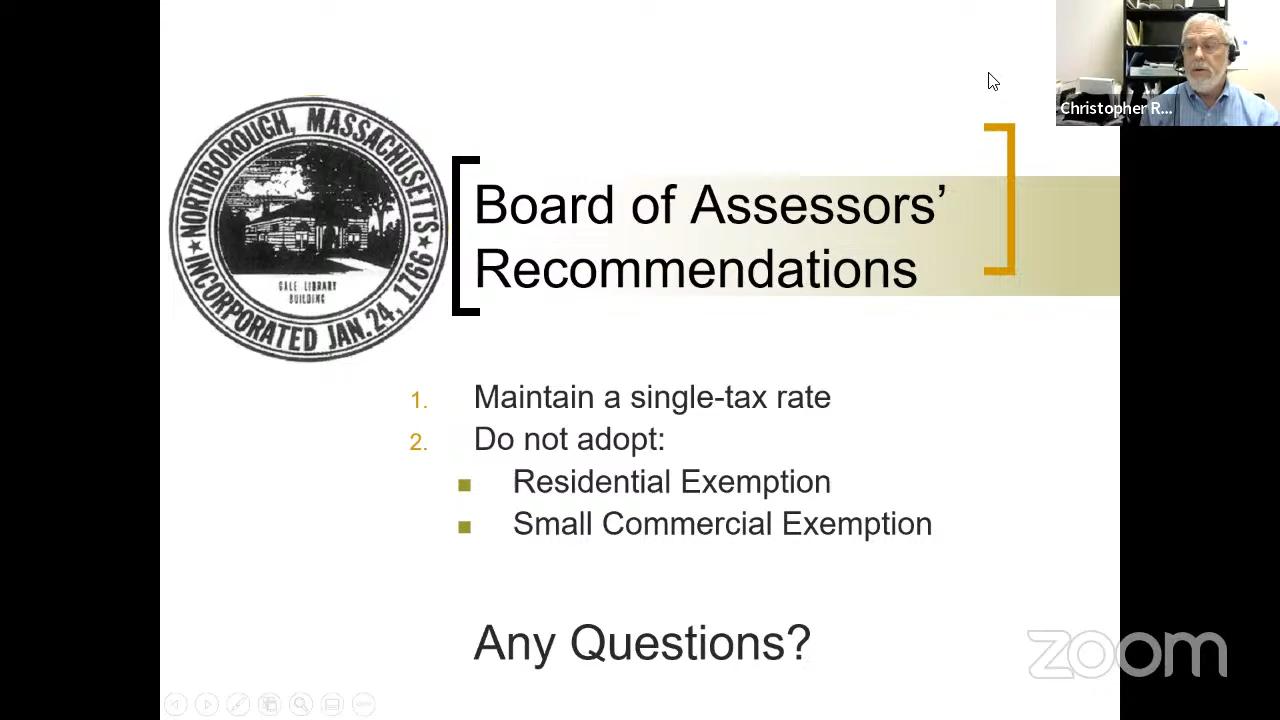 Christopher R...
NORTHBOROUGH, MASSACHUSETTS
GALE LIBRARY
BUILDING
INCORPORATED JAN. 24, 1766
Board of Assessors’
Recommendations
1. Maintain a single-tax rate
2. Do not adopt:
Residential Exemption
Small Commercial Exemption
Any Questions?
zoom